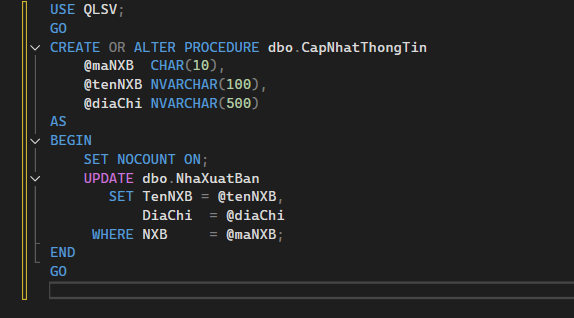 USE QLSV;
GO
CREATE OR ALTER PROCEDURE dbo.CapNhatThongTin
    @maNXB  CHAR(10),
    @tenNXB NVARCHAR(100),
    @diaChi NVARCHAR(500)
AS
BEGIN
    SET NOCOUNT ON;
    UPDATE dbo.NhaXuatBan
       SET TenNXB = @tenNXB,
           DiaChi  = @diaChi
     WHERE NXB     = @maNXB;
END
GO